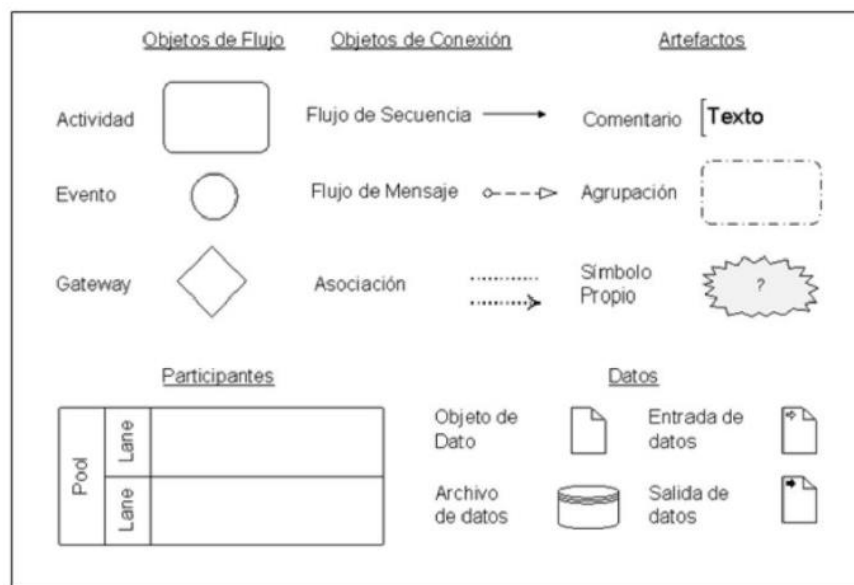 Objetos de Flujo
Objetos de Conexión
Artefactos
Actividad
Flujo de Secuencia
Comentario
Texto
Evento
Flujo de Mensaje
Agrupación
Gateway
Asociación
Símbolo
Propio
?
Participantes
Datos
Pool
Lane
Lane
Objeto de
Dato
Entrada de
datos
Archivo
de datos
Salida de
datos